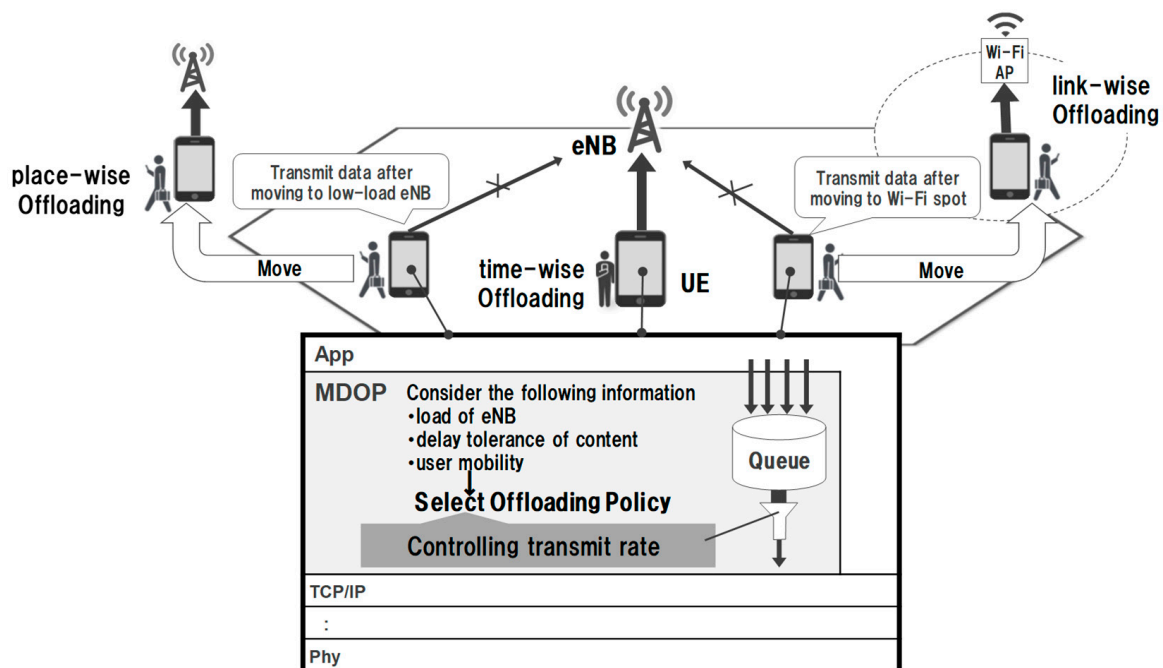 Wi-Fi
AP
link-wise
Offloading
eNB
place-wise
Offloading
Transmit data after
moving to low-load eNB
Transmit data after
moving to Wi-Fi spot
Move
time-wise
Offloading
UE
Move
App
MDOP
Consider the following information
・load of eNB
・delay tolerance of content
・user mobility
Select Offloading Policy
Controlling transmit rate
Queue
TCP/IP
:
Phy